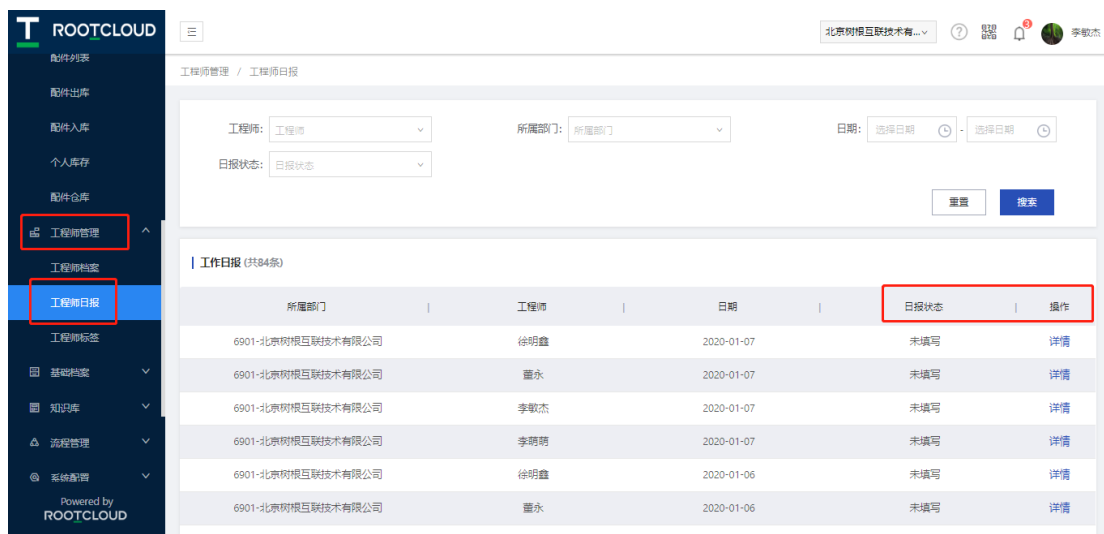 ROOTCLOUD
北京树根互联技术有...
3
李敏杰
配件列表
配件出库
配件入库
个人库存
配件仓库
工程师管理
工程师档案
工程师日报
工程师标签
基础档案
知识库
流程管理
系统配置
Powered by
ROOTCLOUD
工程师管理 / 工程师日报
工程师: 工程师 所属部门: 所属部门 日期: 选择日期 - 选择日期
日报状态: 日报状态
重置 搜索
工作日报 (共84条)
所属部门 工程师 日期 日报状态 操作
6901-北京树根互联技术有限公司 徐明鑫 2020-01-07 未填写 详情
6901-北京树根互联技术有限公司 董永 2020-01-07 未填写 详情
6901-北京树根互联技术有限公司 李敏杰 2020-01-07 未填写 详情
6901-北京树根互联技术有限公司 李萌萌 2020-01-07 未填写 详情
6901-北京树根互联技术有限公司 徐明鑫 2020-01-06 未填写 详情
6901-北京树根互联技术有限公司 董永 2020-01-06 未填写 详情